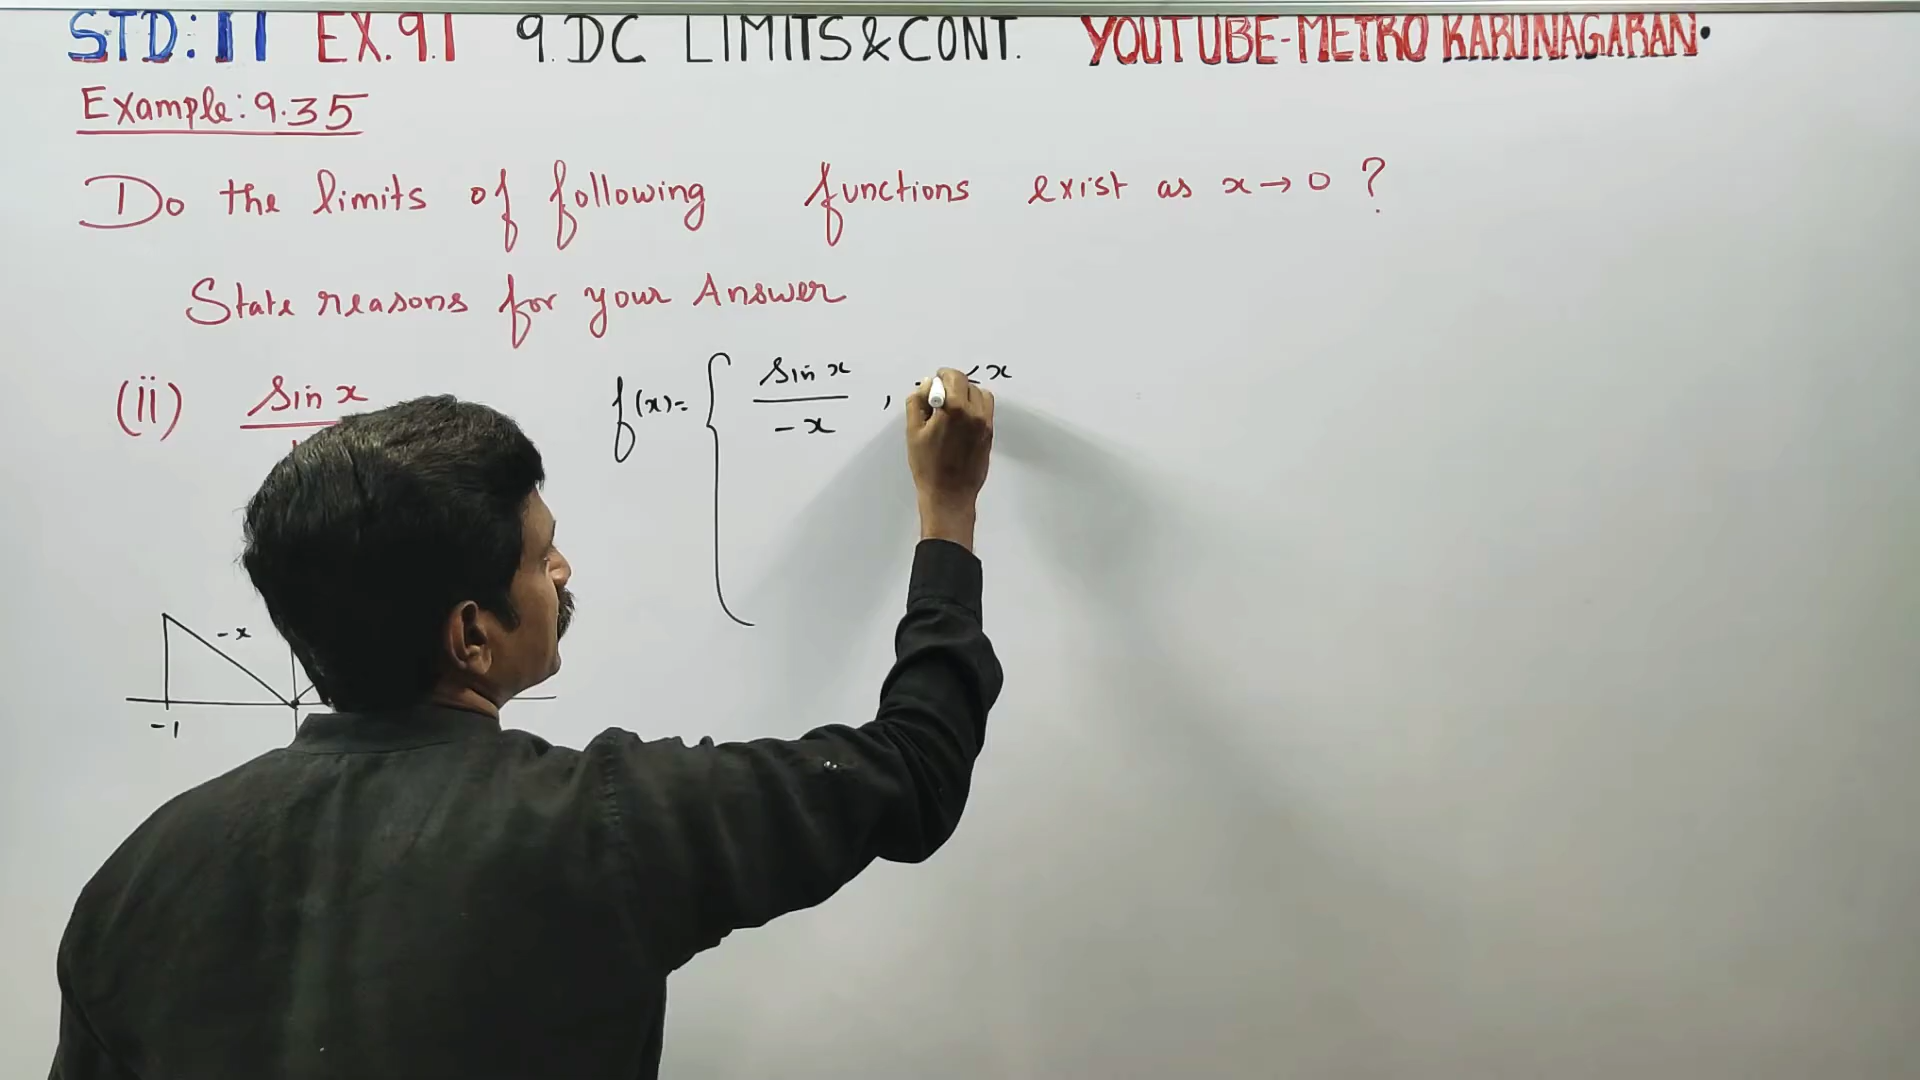 STD: 11 EX.9.1 9.DC LIMITS & CONT. YOUTUBE-METRO KARUNAGARAN.
Example: 9.35
Do the limits of following functions exist as x→0 ?
State reasons for your Answer
(ii) Sin x
f(x)= { Sin x / -x , < x
-x
-1